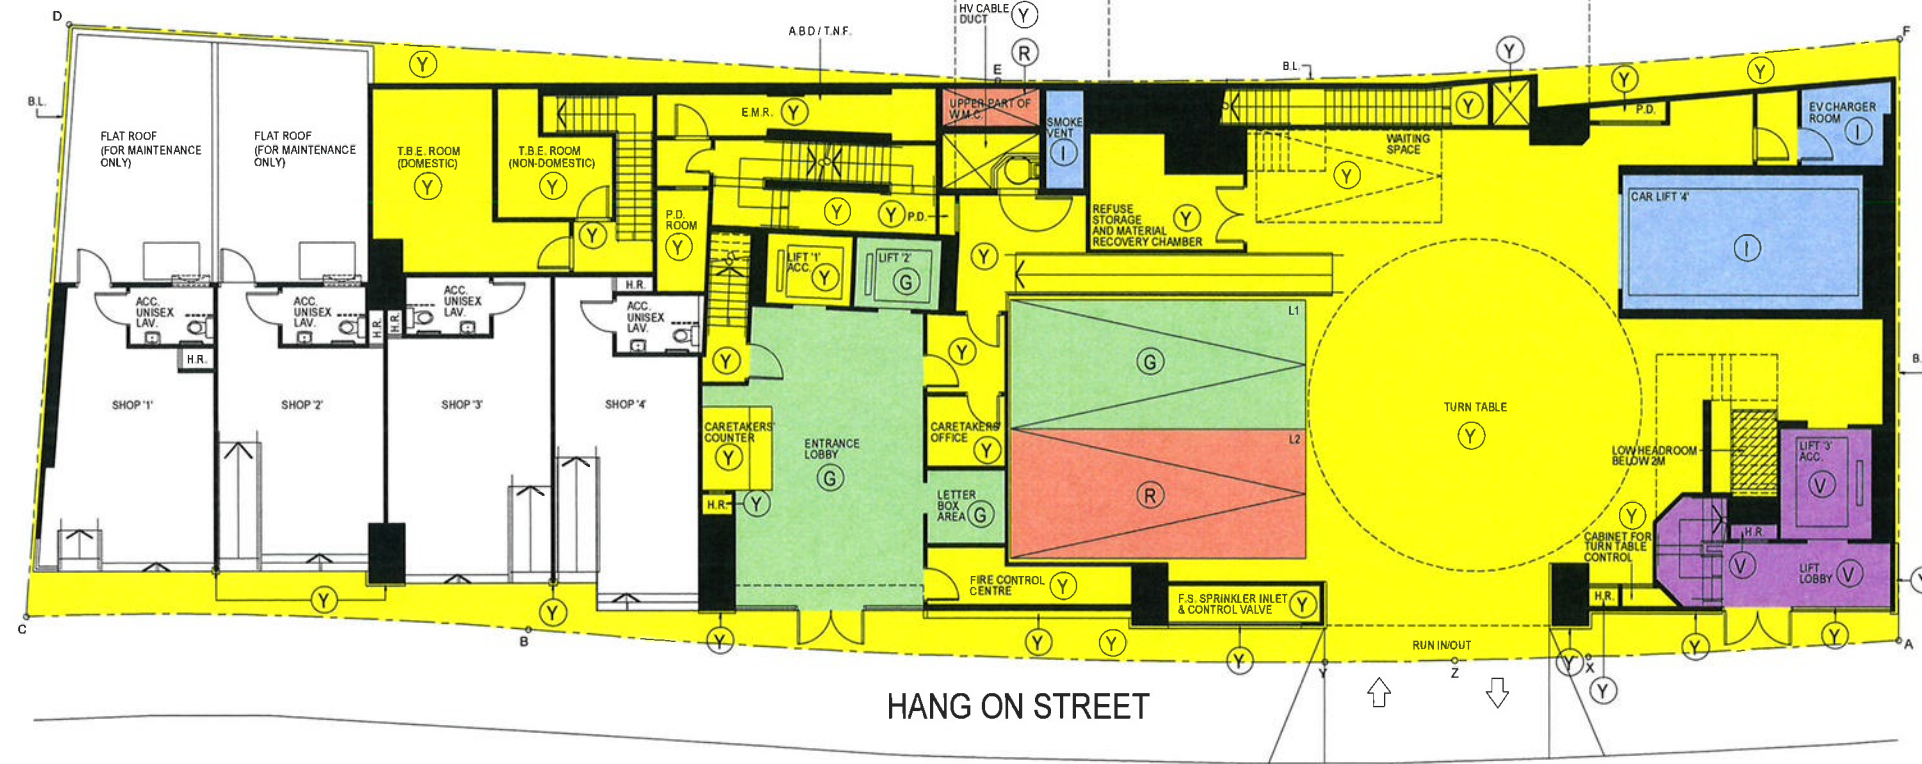 D
HV CABLE
DUCT
Y
A.B.D / T.N.F.
R
Y
F
Y
E
B.L.
Y
Y
B.L.
UPPER PART OF
W.M.C.
E.M.R.
Y
Y
P.D.
EV CHARGER
ROOM
I
FLAT ROOF
(FOR MAINTENANCE
ONLY)
FLAT ROOF
(FOR MAINTENANCE
ONLY)
T.B.E. ROOM
(DOMESTIC)
Y
T.B.E. ROOM
(NON-DOMESTIC)
Y
SMOKE
VENT
I
WAITING
SPACE
Y
CAR LIFT '4'
I
P.D.
ROOM
Y
Y
Y
Y
P.D.
REFUSE
STORAGE
AND MATERIAL
RECOVERY CHAMBER
Y
LIFT '1'
ACC.
Y
LIFT '2'
G
Y
ACC.
UNISEX
LAV.
ACC.
UNISEX
LAV.
H.R.
H.R.
ACC.
UNISEX
LAV.
H.R.
ACC.
UNISEX
LAV.
H.R.
Y
Y
L1
G
B.
SHOP '1'
SHOP '2'
SHOP '3'
SHOP '4'
CARETAKERS'
COUNTER
Y
ENTRANCE
LOBBY
G
CARETAKERS'
OFFICE
Y
L2
R
TURN TABLE
Y
LOW HEADROOM
BELOW 2M
LIFT '3'
ACC.
V
H.R.
Y
LETTER
BOX
AREA
G
Y
CABINET FOR
TURN TABLE
CONTROL
H.R.
V
LIFT
LOBBY
V
Y
FIRE CONTROL
CENTRE
Y
F.S. SPRINKLER INLET
& CONTROL VALVE
Y
H.R.
Y
Y
C
B
Y
Y
Y
Y
RUN IN/OUT
Y
Y
Y
A
Y
Z
X
Y
HANG ON STREET